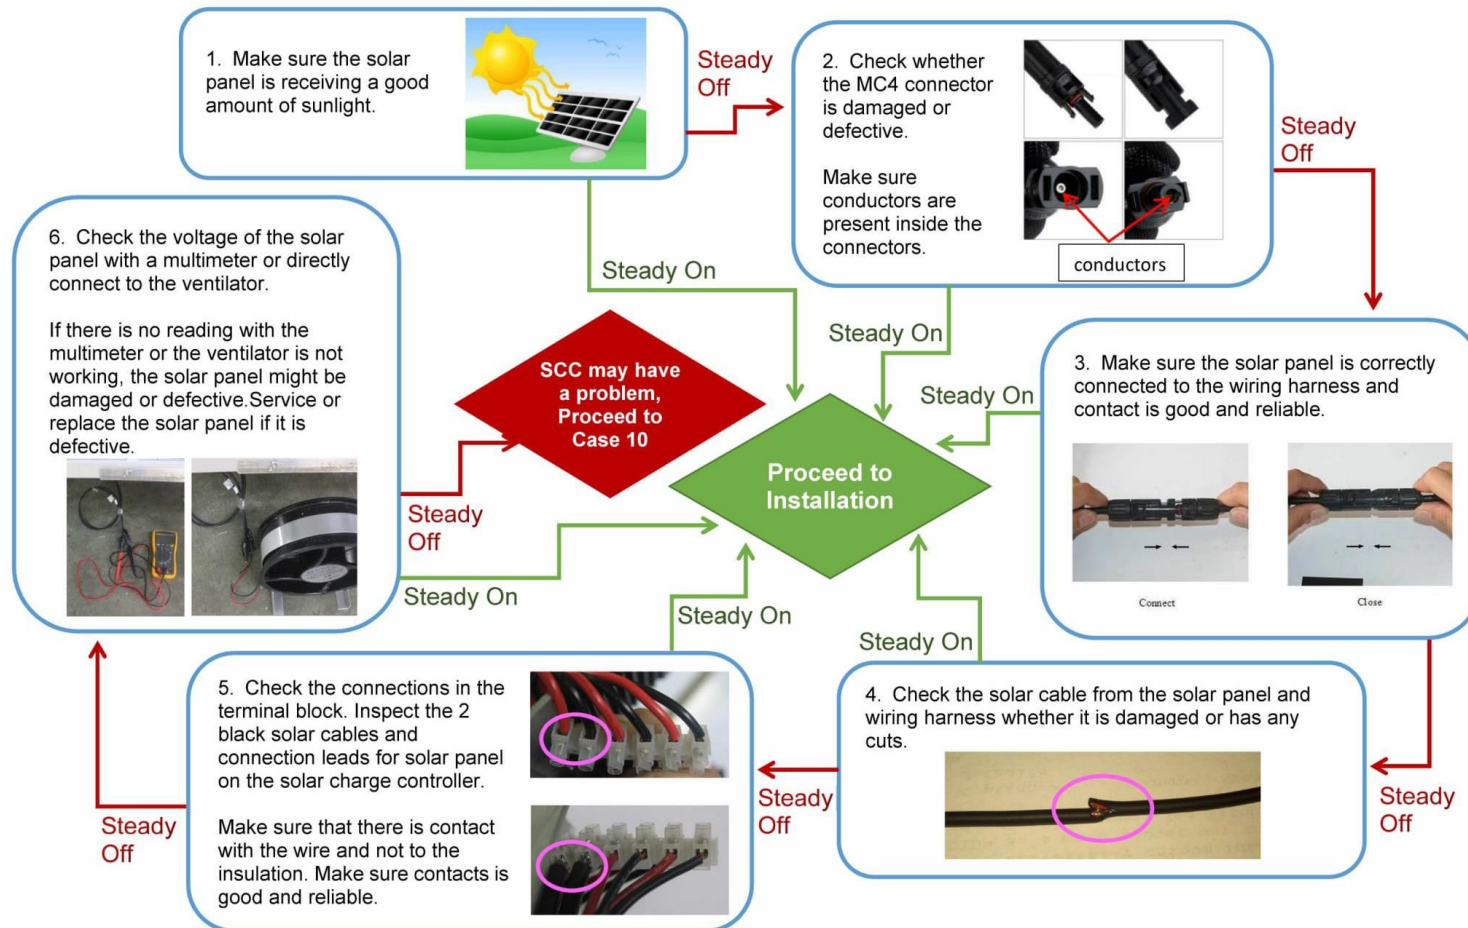 1. Make sure the solar
panel is receiving a good
amount of sunlight.
Steady
Off
2. Check whether
the MC4 connector
is damaged or
defective.
Make sure
conductors are
present inside the
connectors.
conductors
Steady
Off
Steady On
Steady On
3. Make sure the solar panel is correctly
connected to the wiring harness and
contact is good and reliable.
Connect
Close
Steady On
Steady
Off
4. Check the solar cable from the solar panel and
wiring harness whether it is damaged or has any
cuts.
Steady On
Steady
Off
5. Check the connections in the
terminal block. Inspect the 2
black solar cables and
connection leads for solar panel
on the solar charge controller.
Make sure that there is contact
with the wire and not to the
insulation. Make sure contacts is
good and reliable.
Steady On
Steady
Off
6. Check the voltage of the solar
panel with a multimeter or directly
connect to the ventilator.
If there is no reading with the
multimeter or the ventilator is not
working, the solar panel might be
damaged or defective.Service or
replace the solar panel if it is
defective.
Steady
Off
Steady On
SCC may have
a problem,
Proceed to
Case 10
Proceed to
Installation